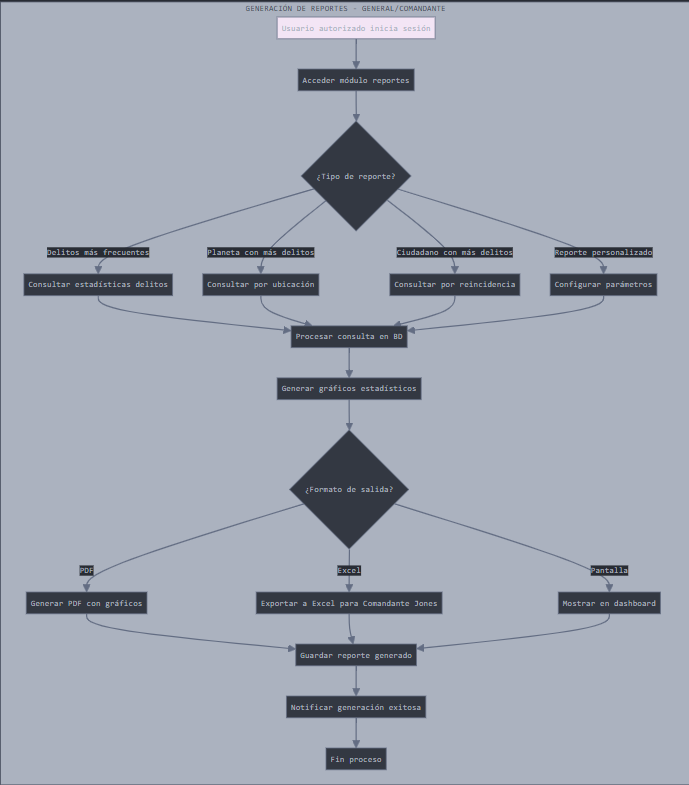 GENERACIÓN DE REPORTES - GENERAL/COMANDANTE
Usuario autorizado inicia sesión
Acceder módulo reportes
¿Tipo de reporte?
Delitos más frecuentes
Planeta con más delitos
Ciudadano con más delitos
Reporte personalizado
Consultar estadísticas delitos
Consultar por ubicación
Consultar por reincidencia
Configurar parámetros
Procesar consulta en BD
Generar gráficos estadísticos
¿Formato de salida?
PDF
Excel
Pantalla
Generar PDF con gráficos
Exportar a Excel para Comandante Jones
Mostrar en dashboard
Guardar reporte generado
Notificar generación exitosa
Fin proceso